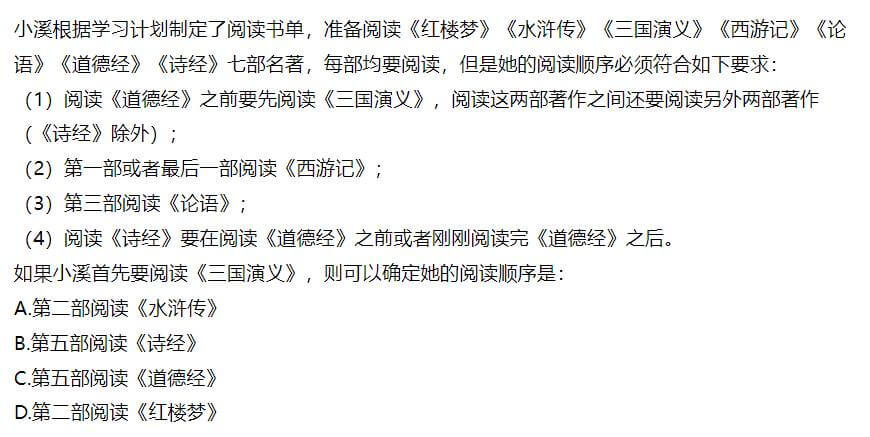 小溪根据学习计划制定了阅读书单，准备阅读《红楼梦》《水浒传》《三国演义》《西游记》《论
语》《道德经》《诗经》七部名著，每部均要阅读，但是她的阅读顺序必须符合如下要求：
（1）阅读《道德经》之前要先阅读《三国演义》，阅读这两部著作之间还要阅读另外两部著作
（《诗经》除外）；
（2）第一部或者最后一部阅读《西游记》；
（3）第三部阅读《论语》；
（4）阅读《诗经》要在阅读《道德经》之前或者刚刚阅读完《道德经》之后。
如果小溪首先要阅读《三国演义》，则可以确定她的阅读顺序是：
A.第二部阅读《水浒传》
B.第五部阅读《诗经》
C.第五部阅读《道德经》
D.第二部阅读《红楼梦》